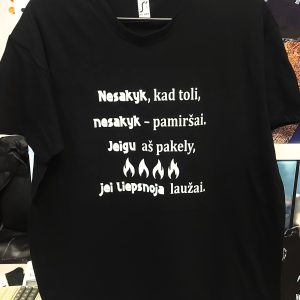 Nesakyk, kad toli,
nesakyk – pamiršai.
Jeigu aš pakely,
jei liepsnoja laužai.